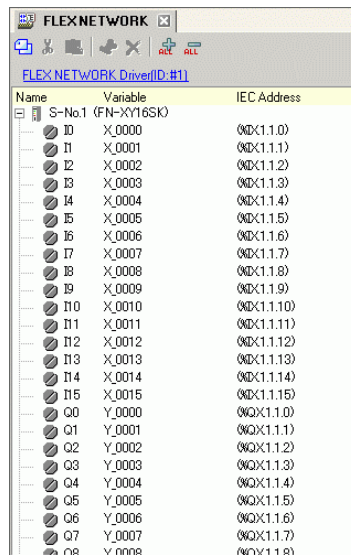 FLEXNETWORK
ALL ALL
FLEX NETWORK Driver(ID:#1)
Name Variable IEC Address
S-No.1 (FN-XY16SK)
I0 X_0000 (%IX1.1.0)
I1 X_0001 (%IX1.1.1)
I2 X_0002 (%IX1.1.2)
I3 X_0003 (%IX1.1.3)
I4 X_0004 (%IX1.1.4)
I5 X_0005 (%IX1.1.5)
I6 X_0006 (%IX1.1.6)
I7 X_0007 (%IX1.1.7)
I8 X_0008 (%IX1.1.8)
I9 X_0009 (%IX1.1.9)
I10 X_0010 (%IX1.1.10)
I11 X_0011 (%IX1.1.11)
I12 X_0012 (%IX1.1.12)
I13 X_0013 (%IX1.1.13)
I14 X_0014 (%IX1.1.14)
I15 X_0015 (%IX1.1.15)
Q0 Y_0000 (%QX1.1.0)
Q1 Y_0001 (%QX1.1.1)
Q2 Y_0002 (%QX1.1.2)
Q3 Y_0003 (%QX1.1.3)
Q4 Y_0004 (%QX1.1.4)
Q5 Y_0005 (%QX1.1.5)
Q6 Y_0006 (%QX1.1.6)
Q7 Y_0007 (%QX1.1.7)
Q8 Y_0008 (%QX1.1.8)